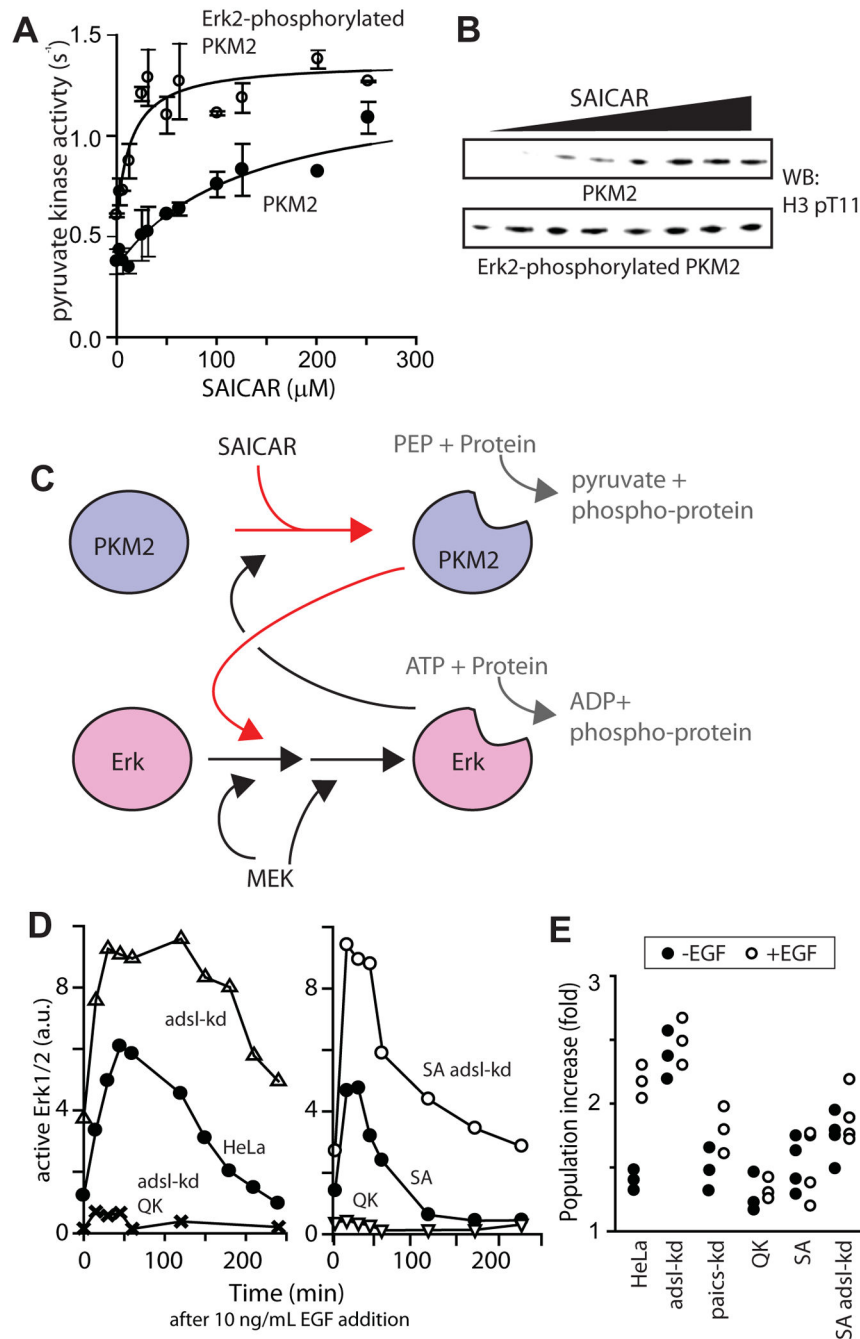 A
Erk2-phosphorylated
PKM2
pyruvate kinase activty (s⁻¹)
1.5
1.0
0.5
0.0
PKM2
0
100
200
300
SAICAR (μM)
B
SAICAR
PKM2
WB:
H3 pT11
Erk2-phosphorylated PKM2
C
SAICAR
PEP + Protein
pyruvate +
phospho-protein
PKM2
PKM2
ATP + Protein
ADP+
phospho-protein
Erk
Erk
MEK
D
active Erk1/2 (a.u.)
8
4
0
adsl-kd
HeLa
adsl-kd
QK
0
100
200
8
4
0
SA adsl-kd
SA
QK
0
100
200
Time (min)
after 10 ng/mL EGF addition
E
-EGF
+EGF
Population increase (fold)
3
2
1
HeLa
adsl-kd
paics-kd
QK
SA
SA adsl-kd